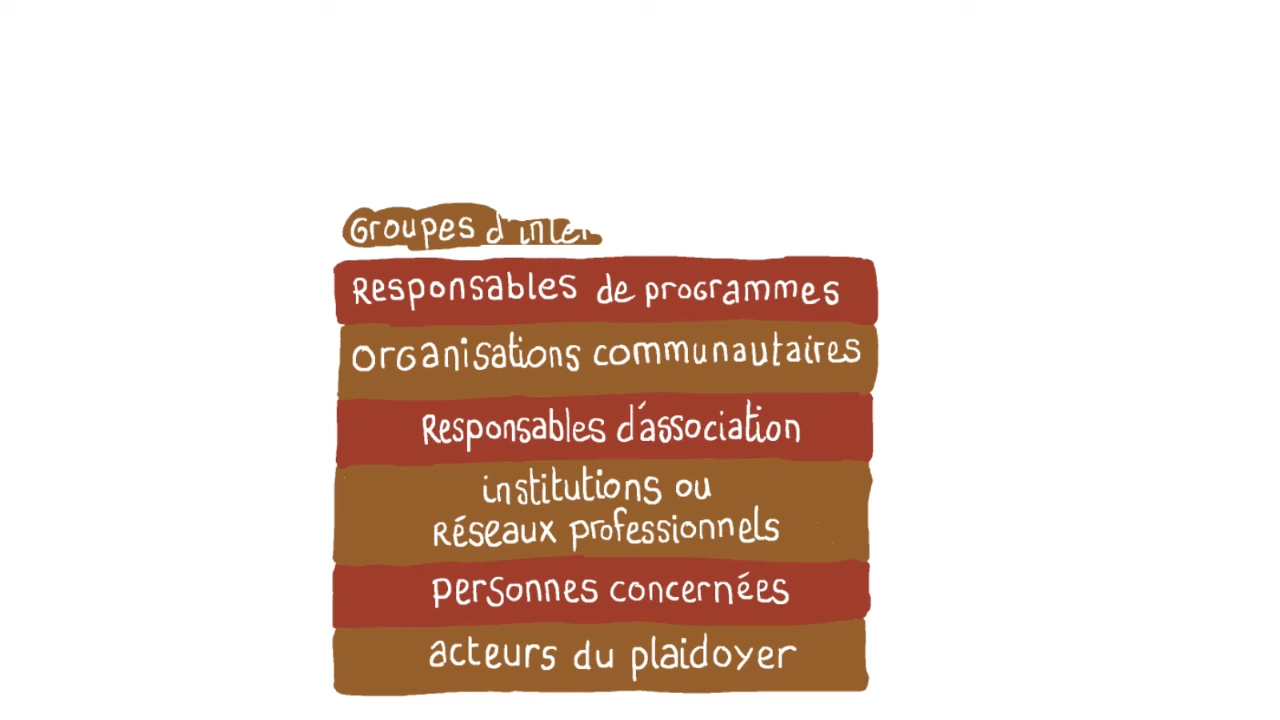 Groupes
Responsables de programmes
organisations communautaires
Responsables d'association
institutions ou
Réseaux professionnels
personnes concernées
acteurs du plaidoyer